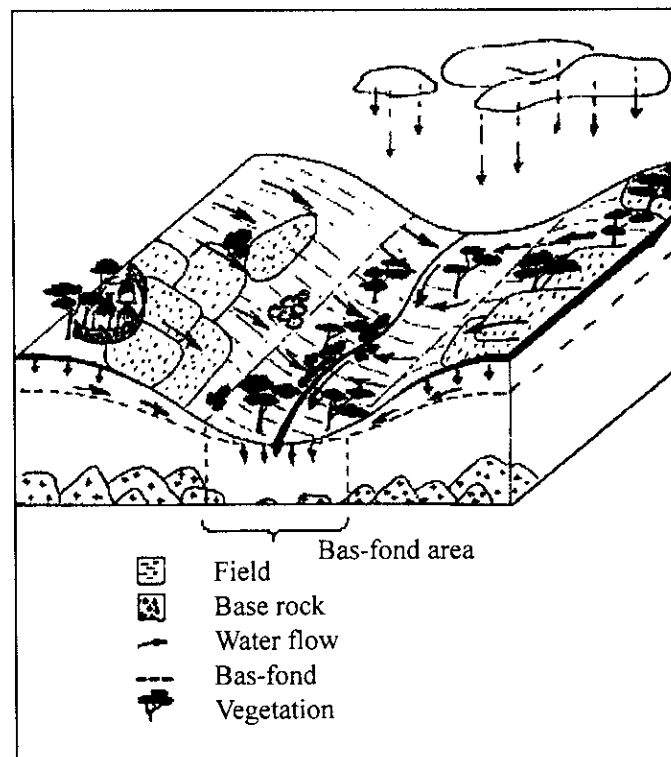 Bas-fond area
Field
Base rock
Water flow
Bas-fond
Vegetation